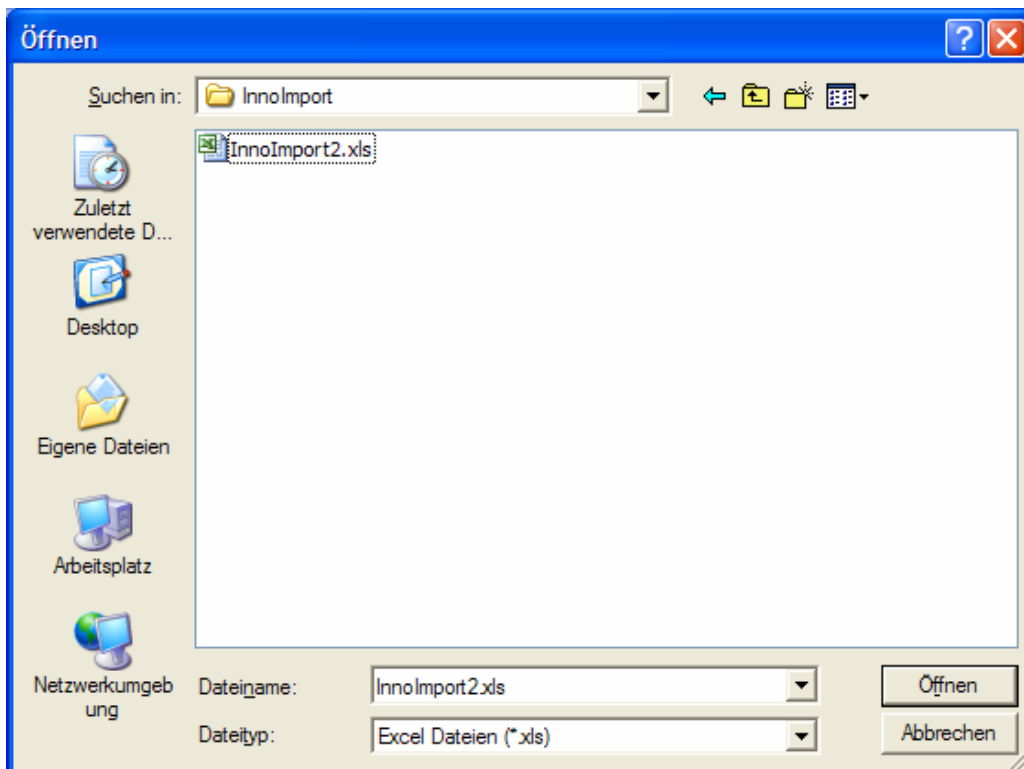 Öffnen
Suchen in:
InnoImport
InnoImport2.xls
Zuletzt
verwendete D...
Desktop
Eigene Dateien
Arbeitsplatz
Netzwerkumgeb
ung
Dateiname:
InnoImport2.xls
Öffnen
Dateityp:
Excel Dateien (*.xls)
Abbrechen